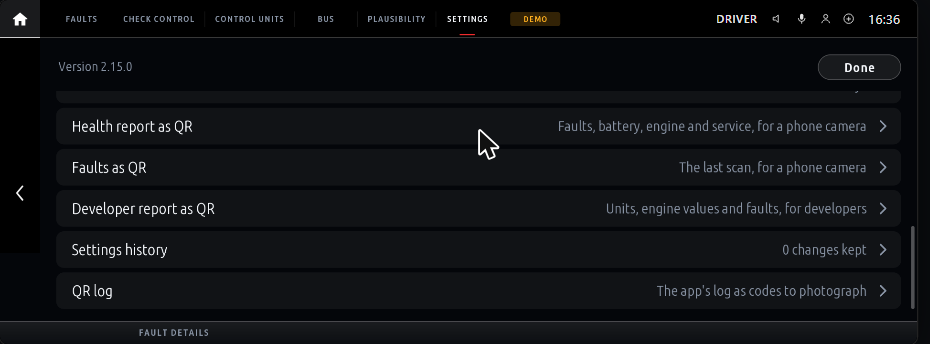 FAULTS CHECK CONTROL CONTROL UNITS BUS PLAUSIBILITY SETTINGS DEMO DRIVER 16:36
Version 2.15.0 Done
Health report as QR Faults, battery, engine and service, for a phone camera
Faults as QR The last scan, for a phone camera
Developer report as QR Units, engine values and faults, for developers
Settings history 0 changes kept
QR log The app's log as codes to photograph
FAULT DETAILS